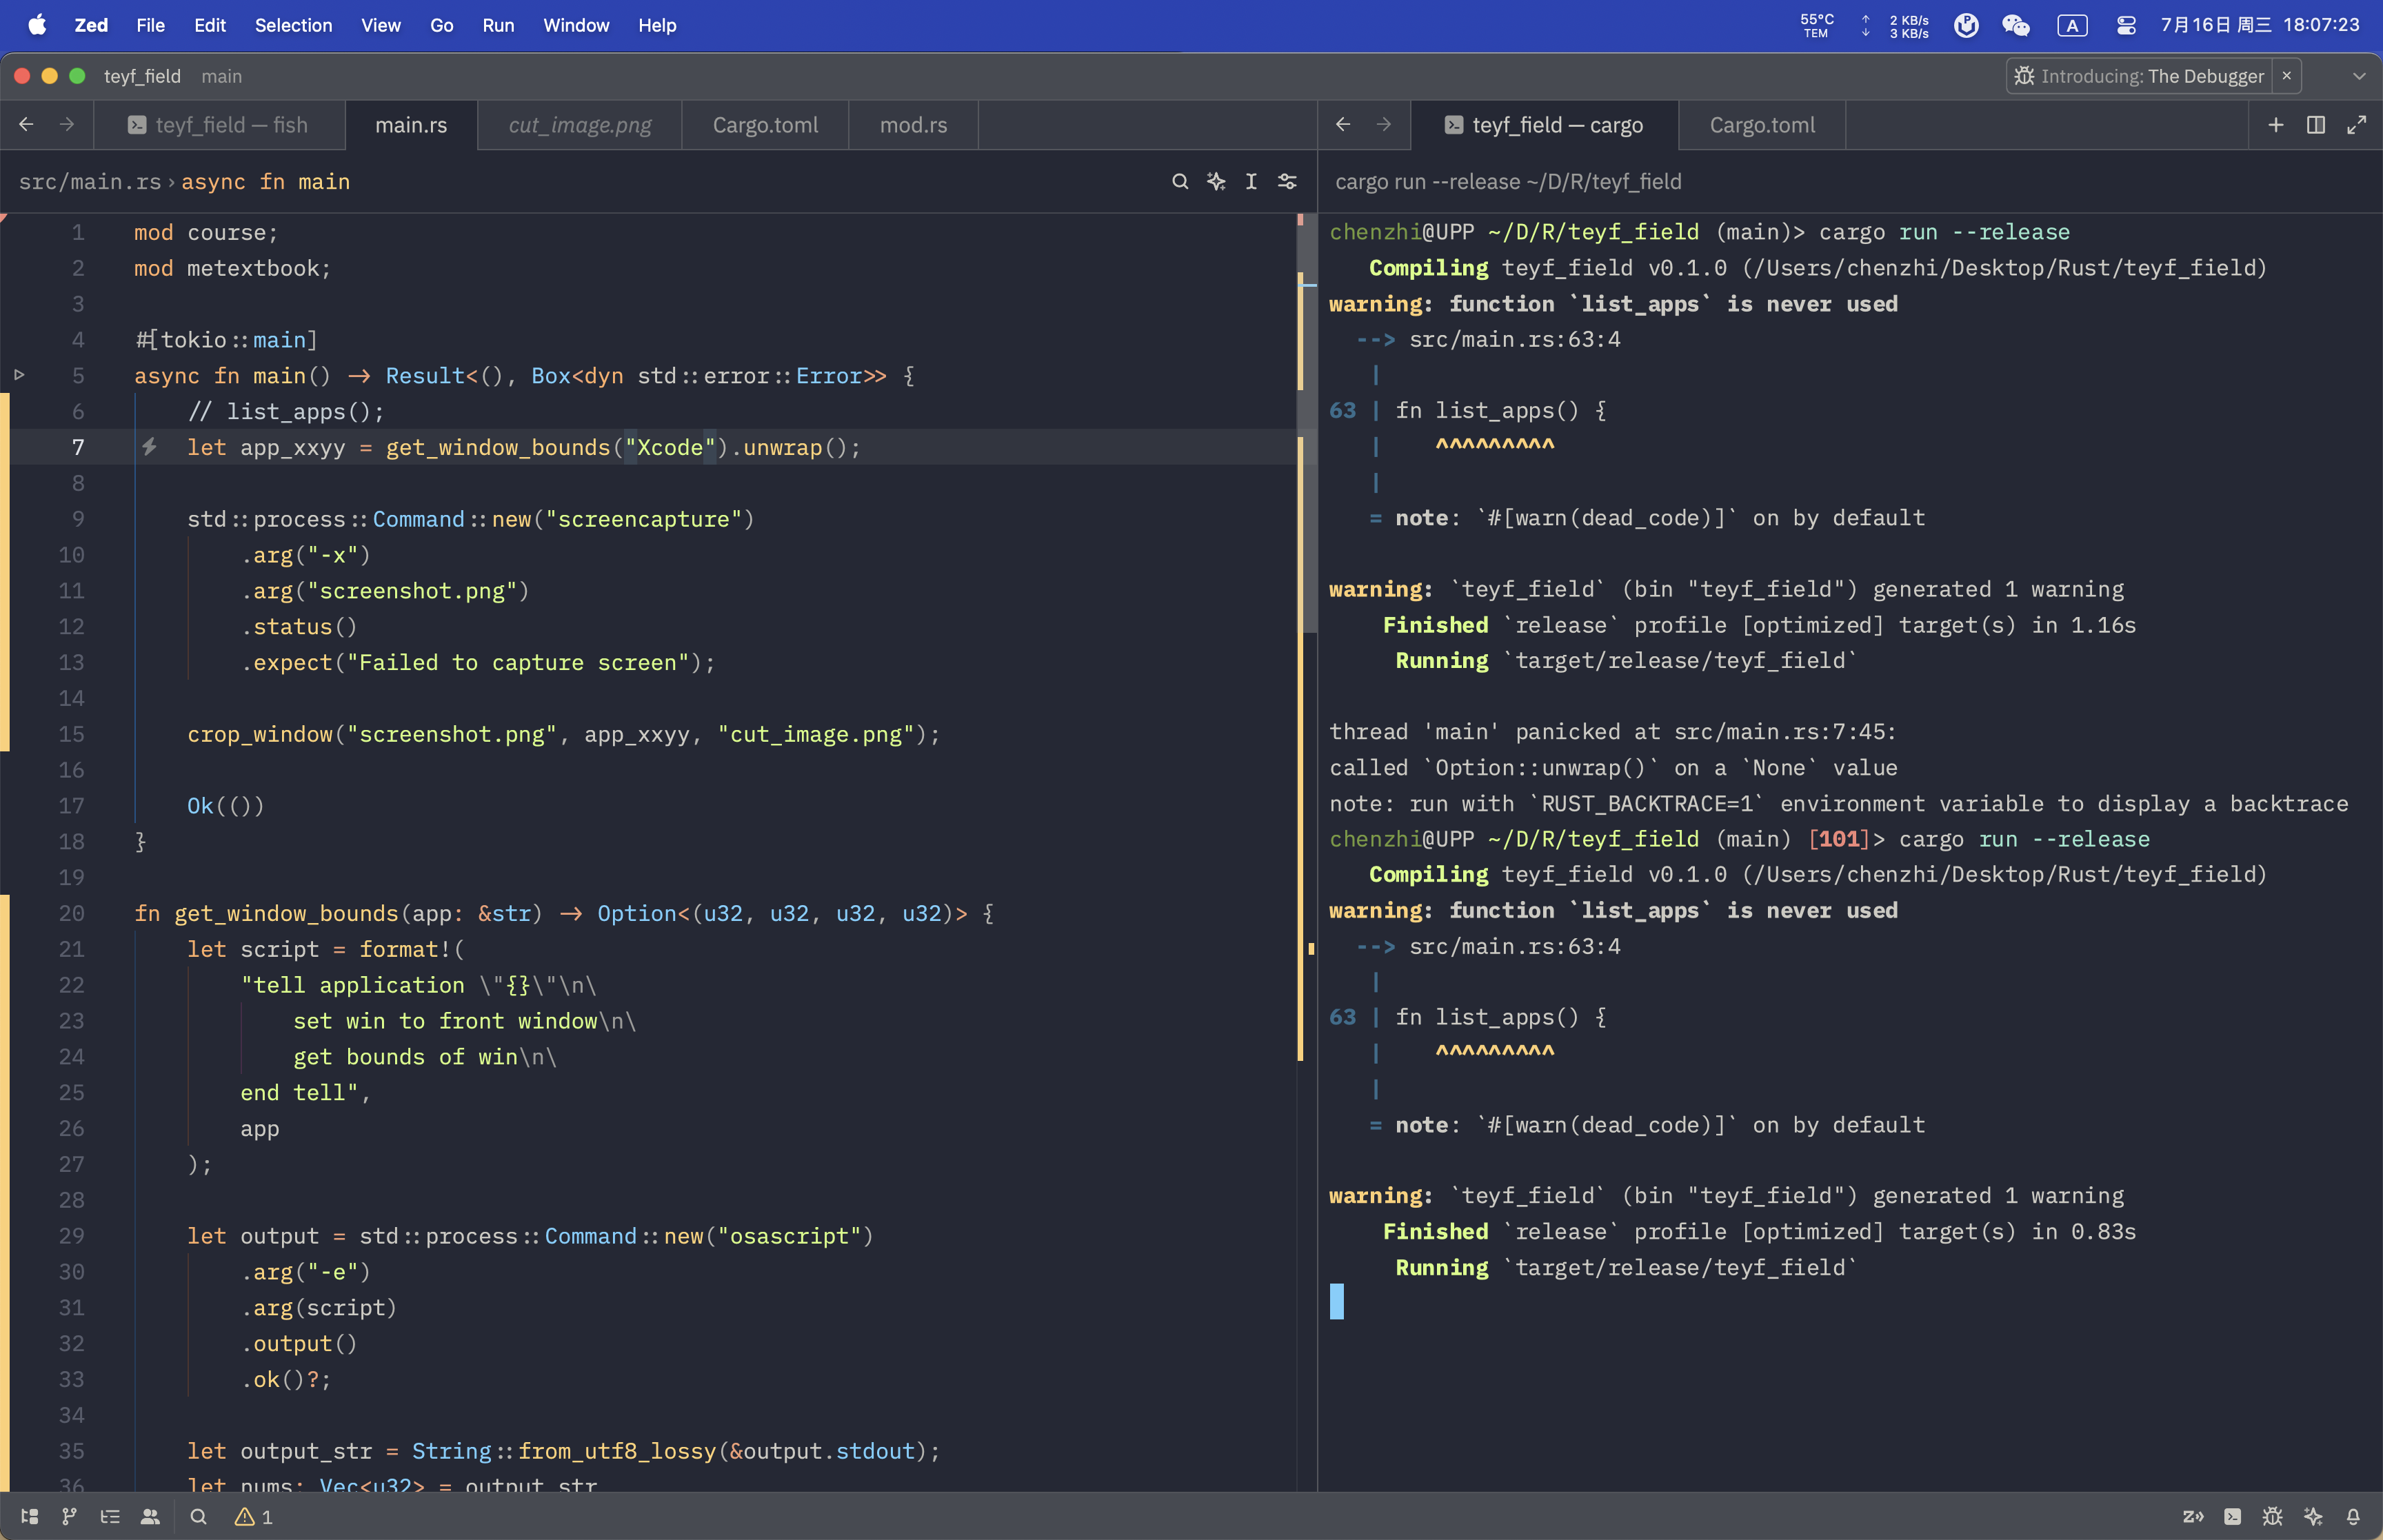 Zed File Edit Selection View Go Run Window Help
55°C TEM ↑ ↓ 2 KB/s 3 KB/s A 7月16日 周三 18:07:23
teyf_field main
Introducing: The Debugger ×
teyf_field — fish main.rs cut_image.png Cargo.toml mod.rs
src/main.rs › async fn main
1 mod course;
2 mod metextbook;
3
4 #[tokio::main]
5 async fn main() -> Result<(), Box<dyn std::error::Error>> {
6 // list_apps();
7 let app_xxyy = get_window_bounds("Xcode").unwrap();
8
9 std::process::Command::new("screencapture")
10 .arg("-x")
11 .arg("screenshot.png")
12 .status()
13 .expect("Failed to capture screen");
14
15 crop_window("screenshot.png", app_xxyy, "cut_image.png");
16
17 Ok(())
18 }
19
20 fn get_window_bounds(app: &str) -> Option<(u32, u32, u32, u32)> {
21 let script = format!(
22 "tell application \"{}\"\n\
23 set win to front window\n\
24 get bounds of win\n\
25 end tell",
26 app
27 );
28
29 let output = std::process::Command::new("osascript")
30 .arg("-e")
31 .arg(script)
32 .output()
33 .ok()?;
34
35 let output_str = String::from_utf8_lossy(&output.stdout);
36 let nums: Vec<u32> = output_str
teyf_field — cargo Cargo.toml
cargo run --release ~/D/R/teyf_field
chenzhi@UPP ~/D/R/teyf_field (main)> cargo run --release
Compiling teyf_field v0.1.0 (/Users/chenzhi/Desktop/Rust/teyf_field)
warning: function `list_apps` is never used
--> src/main.rs:63:4
|
63 | fn list_apps() {
| ^^^^^^^^^
|
= note: `#[warn(dead_code)]` on by default
warning: `teyf_field` (bin "teyf_field") generated 1 warning
Finished `release` profile [optimized] target(s) in 1.16s
Running `target/release/teyf_field`
thread 'main' panicked at src/main.rs:7:45:
called `Option::unwrap()` on a `None` value
note: run with `RUST_BACKTRACE=1` environment variable to display a backtrace
chenzhi@UPP ~/D/R/teyf_field (main) [101]> cargo run --release
Compiling teyf_field v0.1.0 (/Users/chenzhi/Desktop/Rust/teyf_field)
warning: function `list_apps` is never used
--> src/main.rs:63:4
|
63 | fn list_apps() {
| ^^^^^^^^^
|
= note: `#[warn(dead_code)]` on by default
warning: `teyf_field` (bin "teyf_field") generated 1 warning
Finished `release` profile [optimized] target(s) in 0.83s
Running `target/release/teyf_field`
1